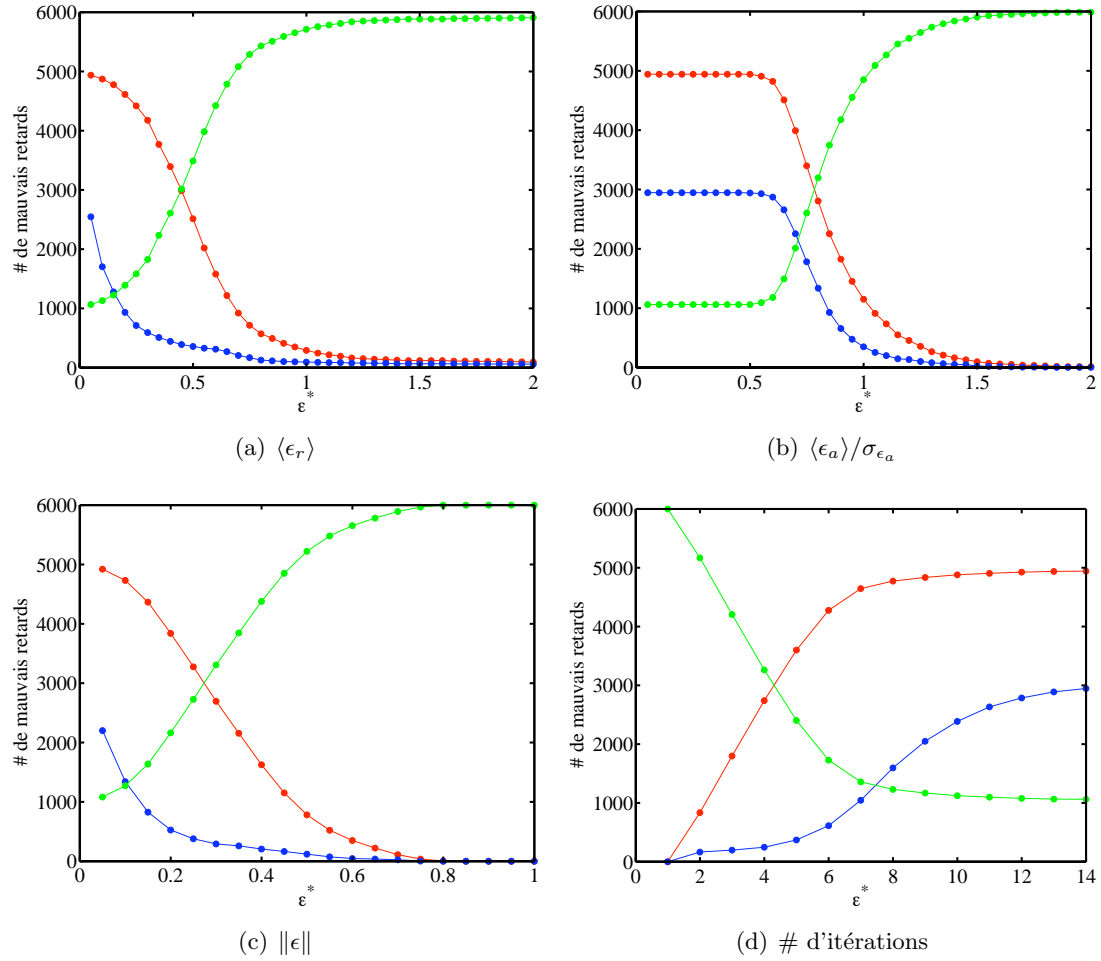 6000
5000
4000
3000
2000
1000
0
# de mauvais retards
0 0.5 1 1.5 2
ε*
(a) ⟨ϵr⟩
6000
5000
4000
3000
2000
1000
0
# de mauvais retards
0 0.5 1 1.5 2
ε*
(b) ⟨ϵa⟩/σϵa
6000
5000
4000
3000
2000
1000
0
# de mauvais retards
0.2 0.4 0.6 0.8 1
ε*
(c) ∥ϵ∥
6000
5000
4000
3000
2000
1000
0
# de mauvais retards
0 2 4 6 8 10 12 14
ε*
(d) # d'itérations